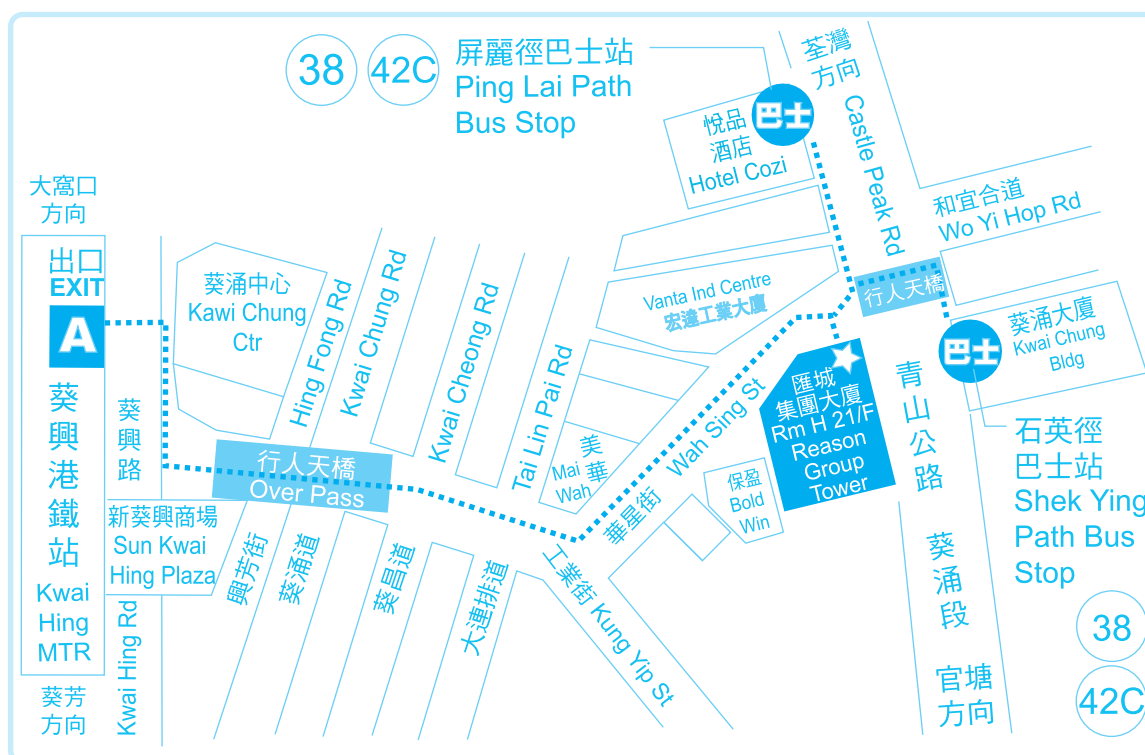 38
42C
屏麗徑巴士站
Ping Lai Path
Bus Stop
荃灣
方向
Castle Peak Rd
巴士
悅品
酒店
Hotel Cozi
和宜合道
Wo Yi Hop Rd
大窩口
方向
出口
EXIT
A
葵興港鐵站
Kwai
Hing
MTR
葵芳
方向
葵興路
Kwai Hing Rd
葵涌中心
Kawi Chung
Ctr
Hing Fong Rd
Kwai Chung Rd
Kwai Cheong Rd
Tai Lin Pai Rd
Vanta Ind Centre
宏達工業大廈
行人天橋
行人天橋
Over Pass
新葵興商場
Sun Kwai
Hing Plaza
興芳街
葵涌道
葵昌道
大連排道
美華
Mai
Wah
工業街 Kung Yip St
華星街 Wah Sing St
保盈
Bold
Win
匯城
集團大廈
Rm H 21/F
Reason
Group
Tower
巴士
葵涌大廈
Kwai Chung
Bldg
青山公路
葵涌段
官塘
方向
石英徑
巴士站
Shek Ying
Path Bus
Stop
38
42C